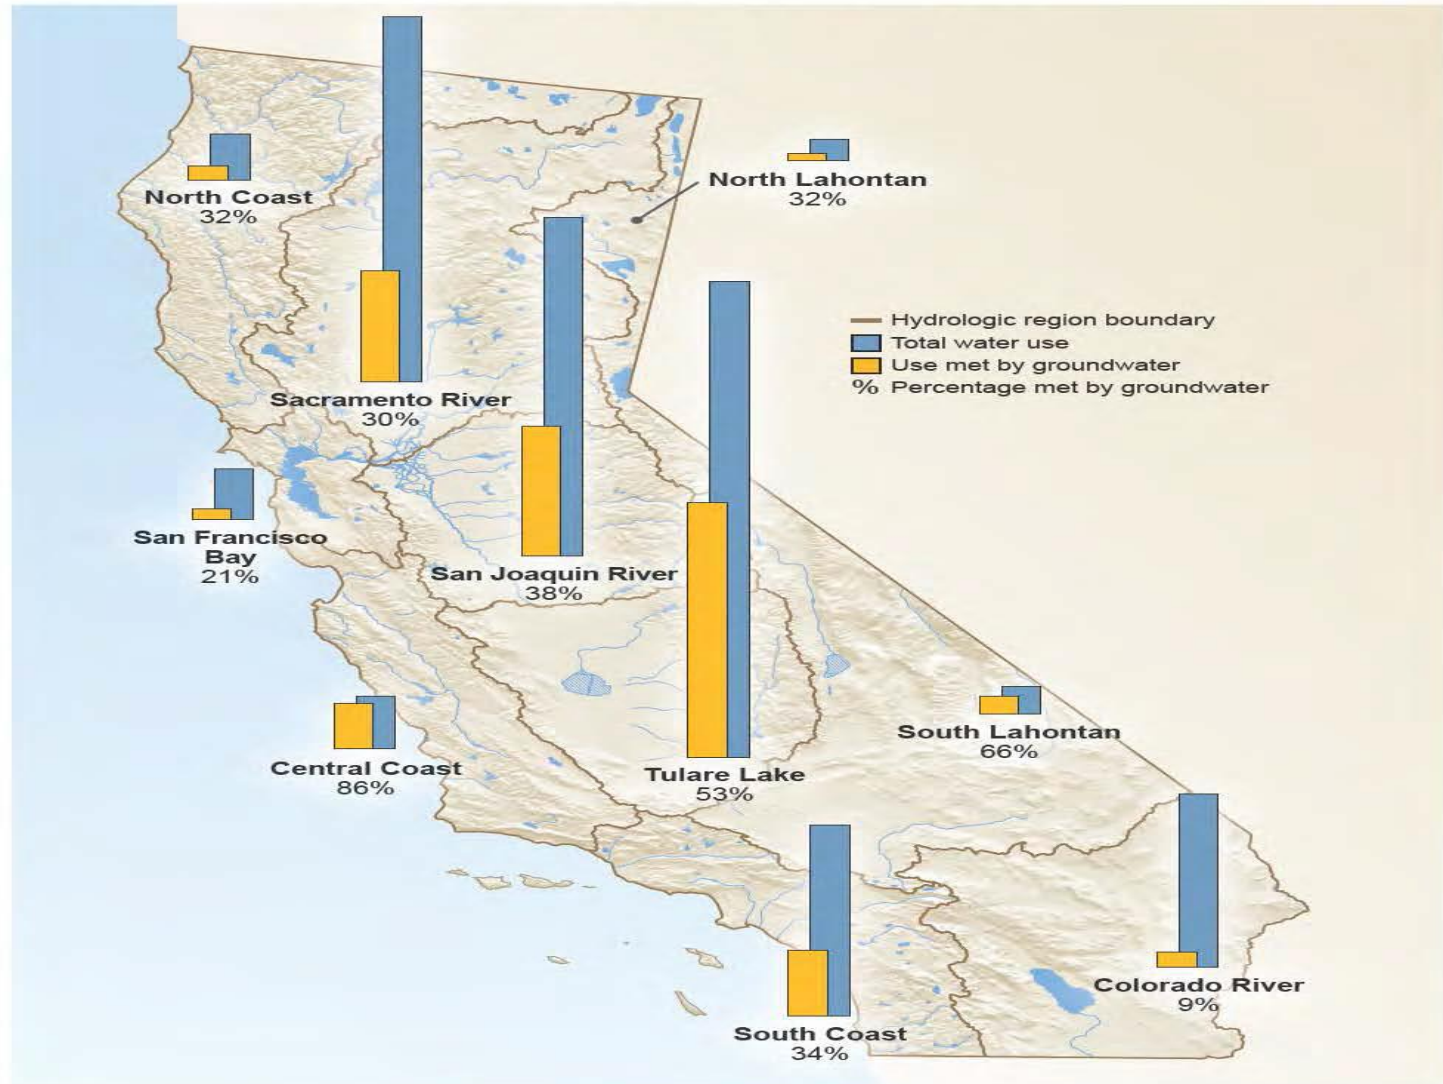 North Coast
32%
North Lahontan
32%
Hydrologic region boundary
Total water use
Use met by groundwater
% Percentage met by groundwater
Sacramento River
30%
San Francisco
Bay
21%
San Joaquin River
38%
Central Coast
86%
Tulare Lake
53%
South Lahontan
66%
Colorado River
9%
South Coast
34%